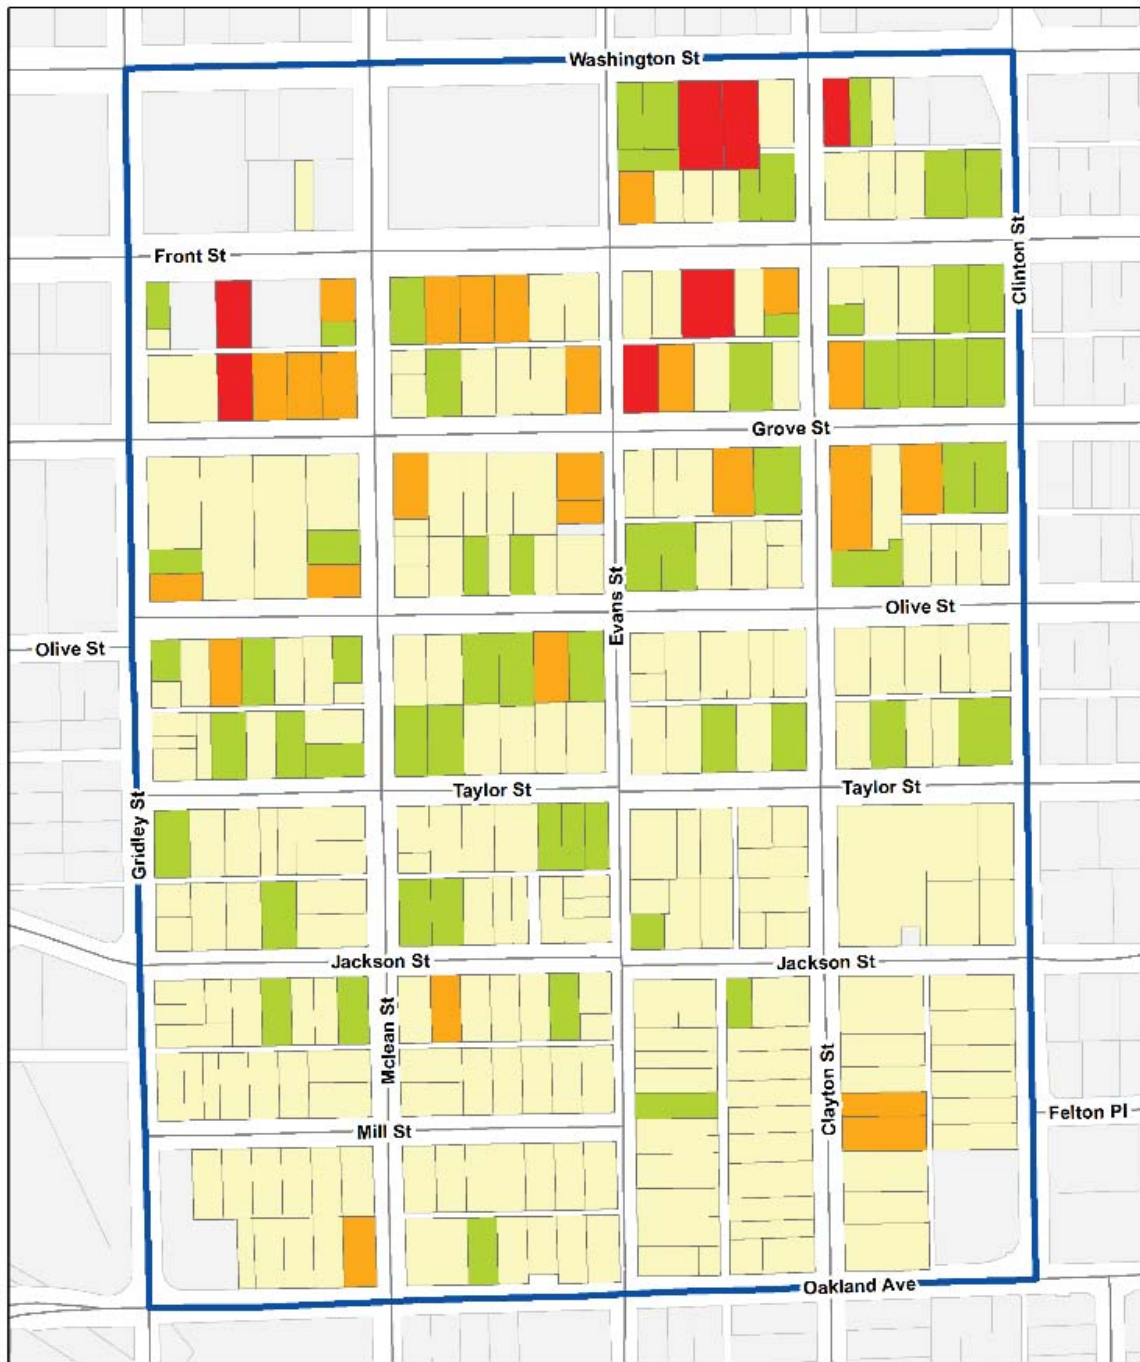 Washington St
Front St
Clinton St
Grove St
Evans St
Olive St
Olive St
Gridley St
Taylor St
Taylor St
Jackson St
Jackson St
Mclean St
Clayton St
Felton Pl
Mill St
Oakland Ave